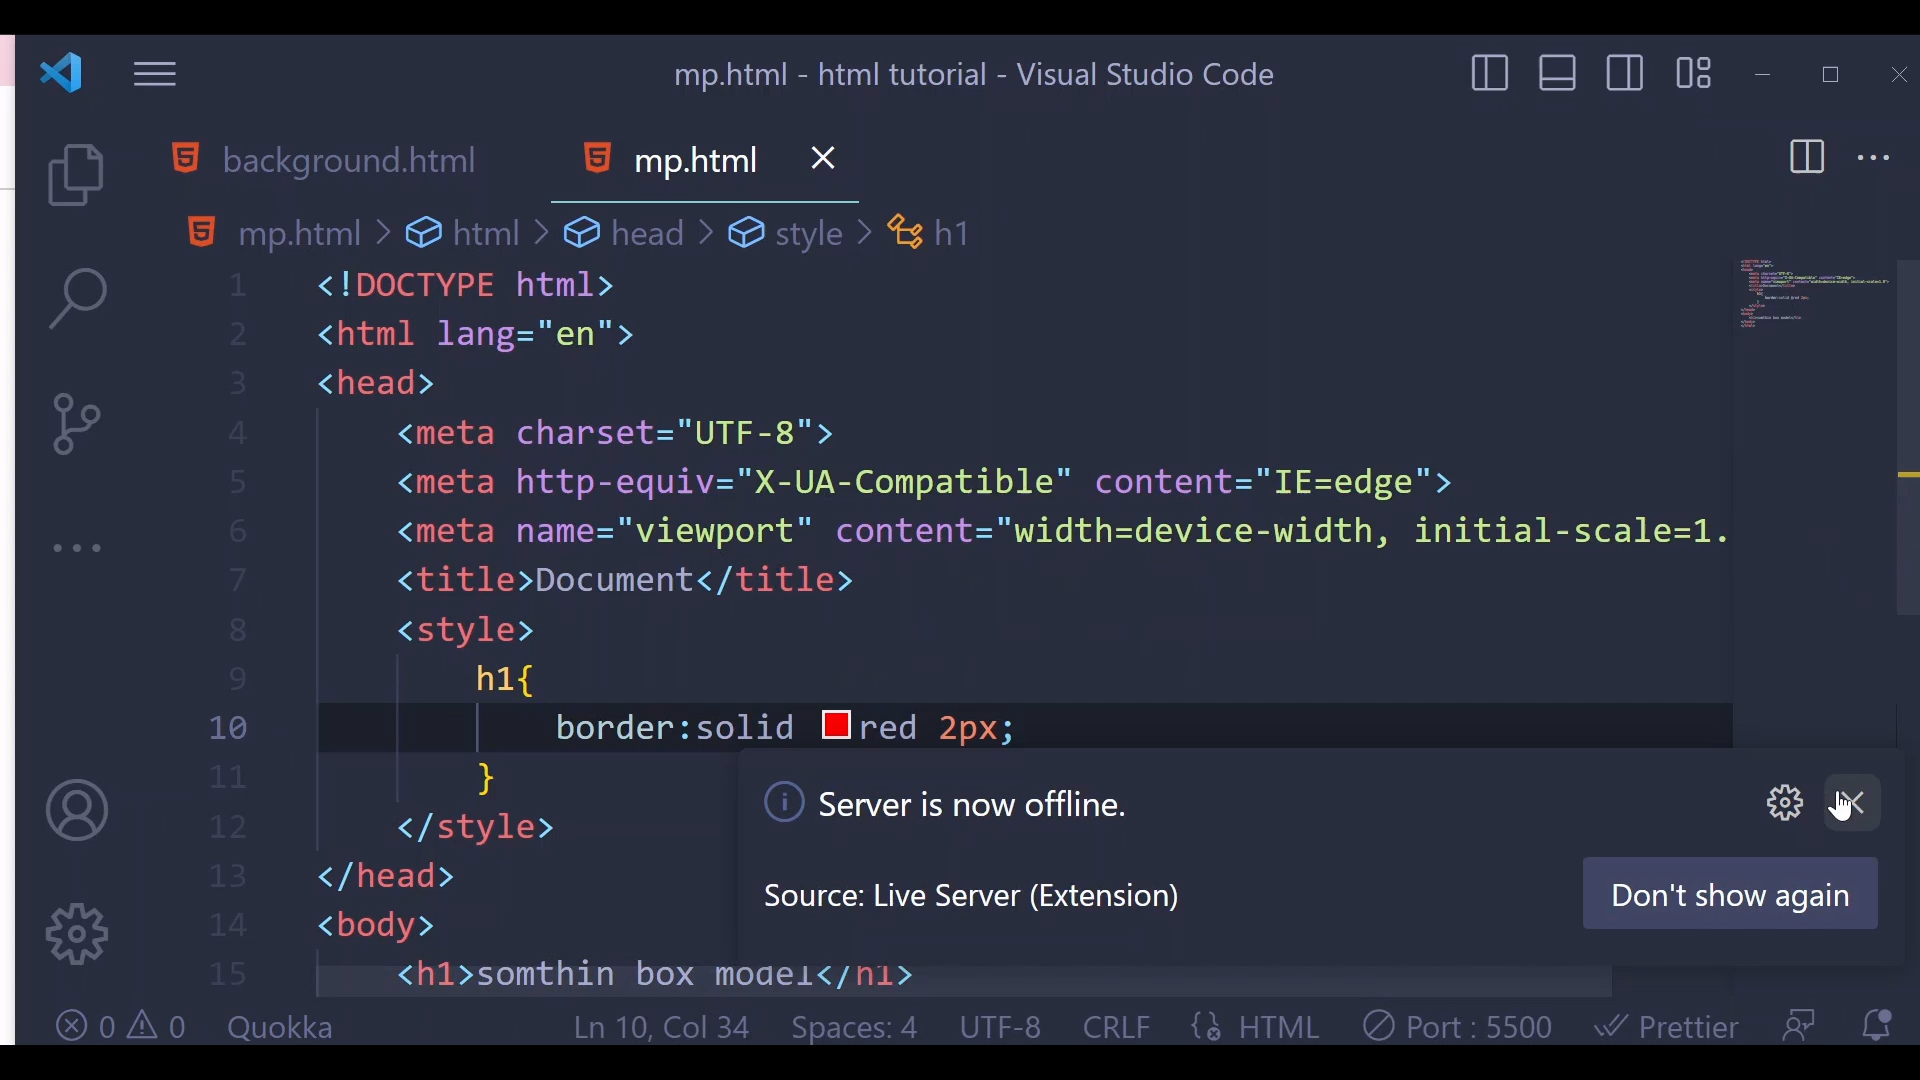 mp.html - html tutorial - Visual Studio Code
background.html
mp.html
mp.html > html > head > style > h1
1 <!DOCTYPE html>
2 <html lang="en">
3 <head>
4 <meta charset="UTF-8">
5 <meta http-equiv="X-UA-Compatible" content="IE=edge">
6 <meta name="viewport" content="width=device-width, initial-scale=1.
7 <title>Document</title>
8 <style>
9 h1{
10 border:solid red 2px;
11 }
12 </style>
13 </head>
14 <body>
15 <h1>somthin box model</h1>
Server is now offline.
Source: Live Server (Extension)
Don't show again
0 0 Quokka Ln 10, Col 34 Spaces: 4 UTF-8 CRLF HTML Port : 5500 Prettier